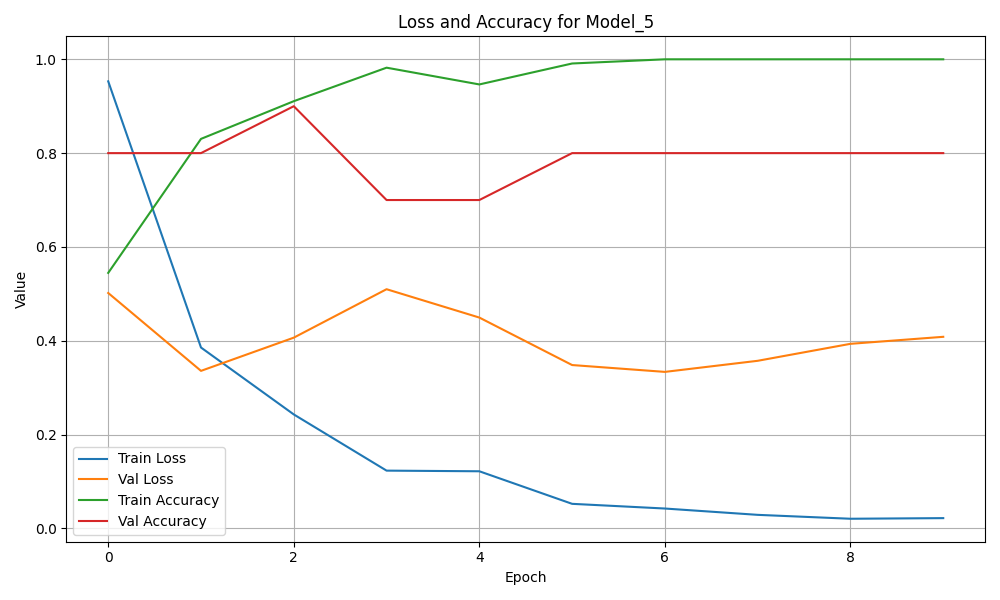 Loss and Accuracy for Model_5
1.0
0.8
0.6
0.4
0.2
0.0
Value
Train Loss
Val Loss
Train Accuracy
Val Accuracy
0
2
4
6
8
Epoch